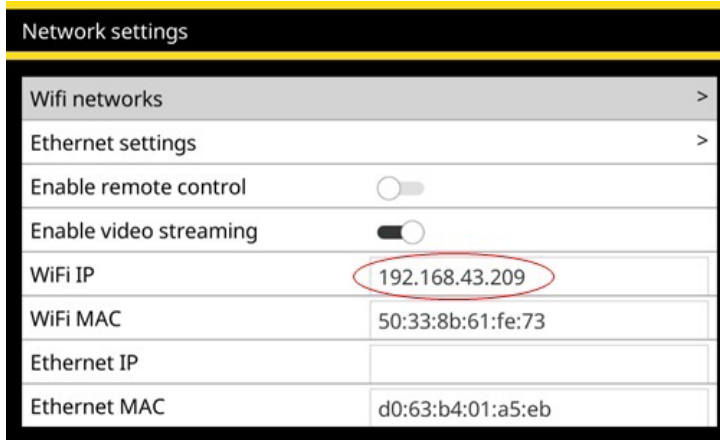 Network settings
Wifi networks >
Ethernet settings >
Enable remote control
Enable video streaming
WiFi IP 192.168.43.209
WiFi MAC 50:33:8b:61:fe:73
Ethernet IP
Ethernet MAC d0:63:b4:01:a5:eb